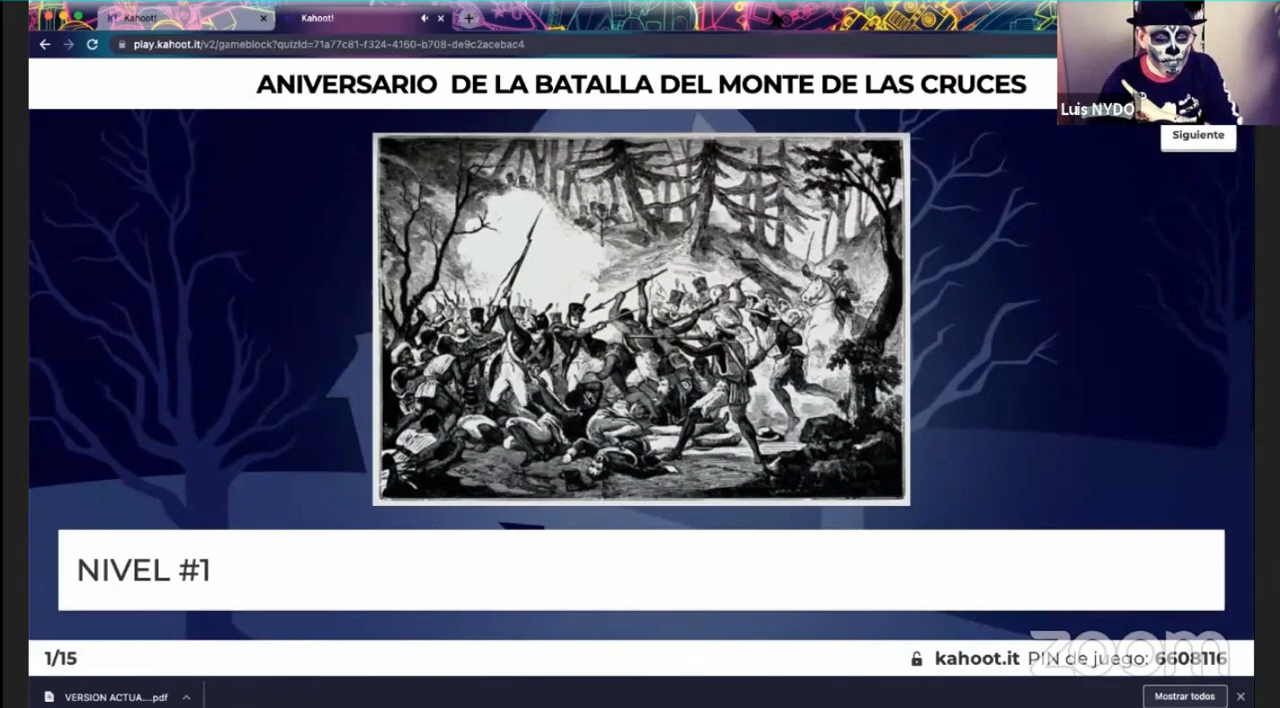 Kahoot!
Kahoot!
play.kahoot.it/v2/gameblock?quizId=71a77c81-f324-4160-b708-de9c2acebac4
ANIVERSARIO DE LA BATALLA DEL MONTE DE LAS CRUCES
Luis NYDO
Siguiente
NIVEL #1
1/15
kahoot.it PIN de juego: 6608116
zoom
VERSION ACTUA....pdf
Mostrar todos